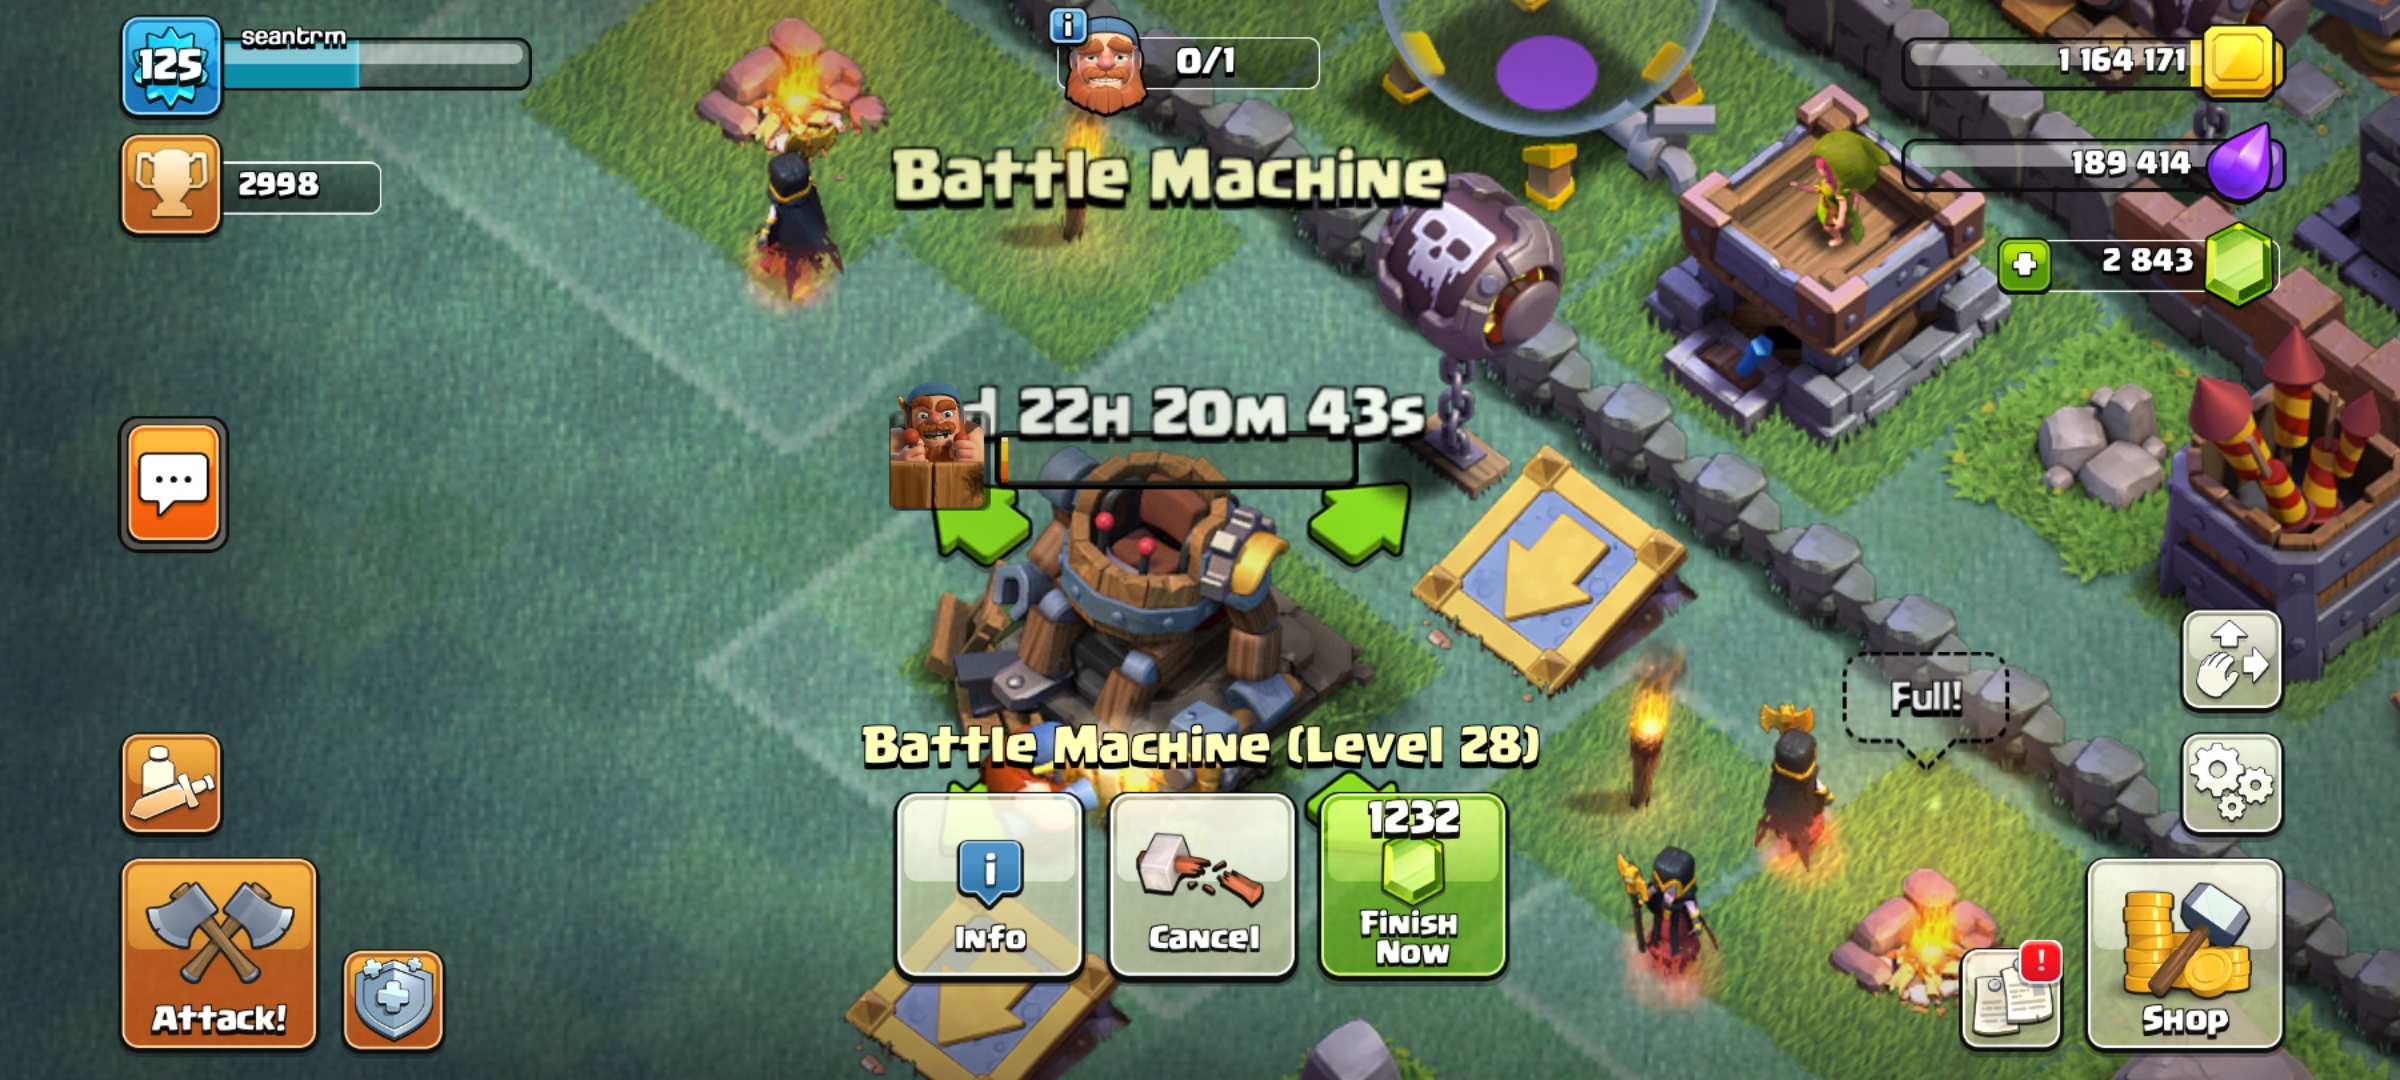 125
seantrm
0/1
1 164 171
2998
Battle Machine
189 414
2 843
22H 20M 43s
Full!
Battle Machine (Level 28)
1232
Info
Cancel
Finish
Now
Attack!
!
Shop